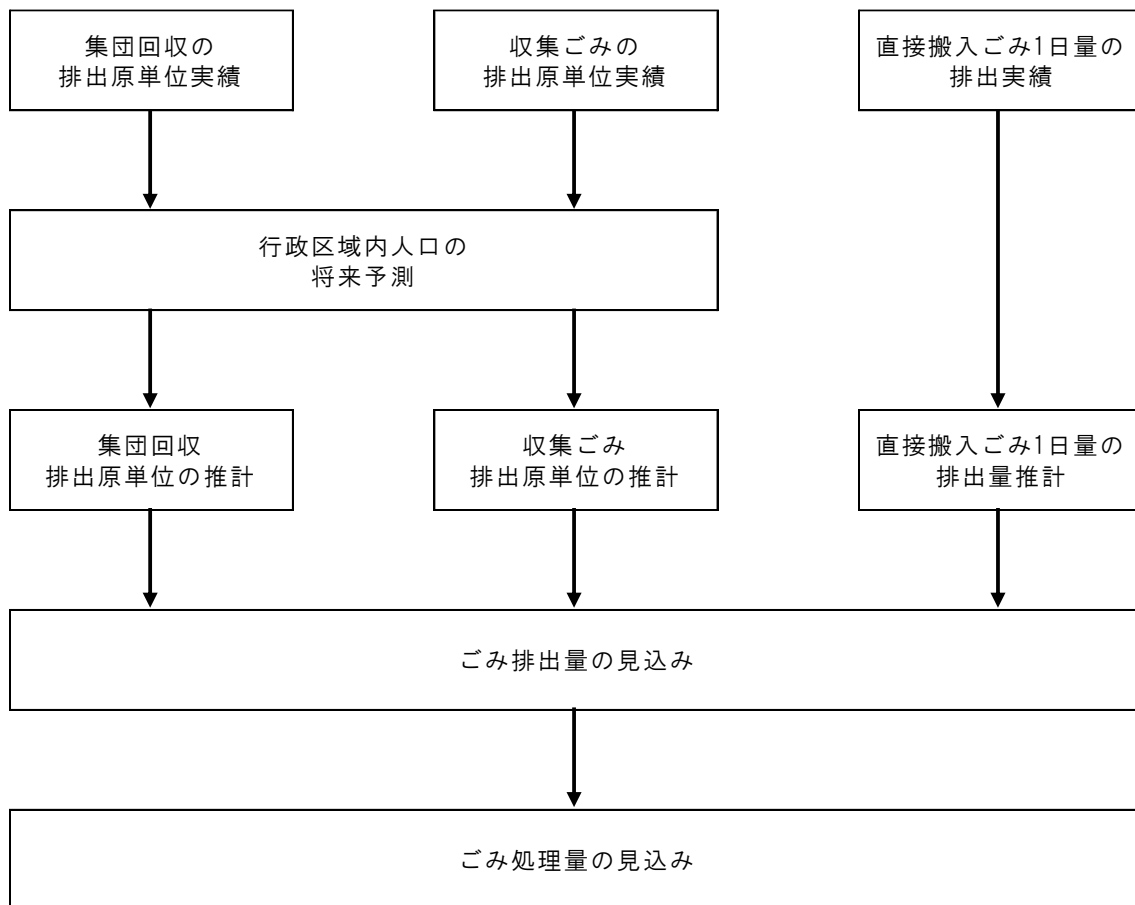 集団回収の
排出原単位実績
収集ごみの
排出原単位実績
直接搬入ごみ1日量の
排出実績
行政区域内人口の
将来予測
集団回収
排出原単位の推計
収集ごみ
排出原単位の推計
直接搬入ごみ1日量の
排出量推計
ごみ排出量の見込み
ごみ処理量の見込み